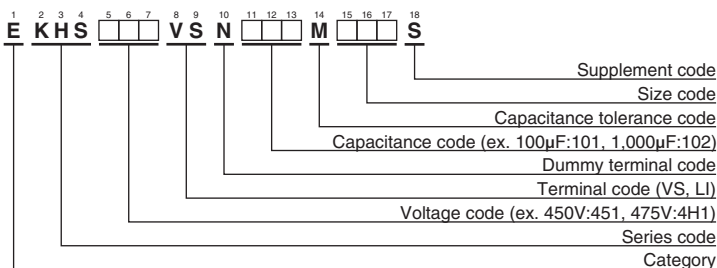 1 2 3 4 5 6 7 8 9 10 11 12 13 14 15 16 17 18
E KHS VS N M S
Supplement code
Size code
Capacitance tolerance code
Capacitance code (ex. 100μF:101, 1,000μF:102)
Dummy terminal code
Terminal code (VS, LI)
Voltage code (ex. 450V:451, 475V:4H1)
Series code
Category